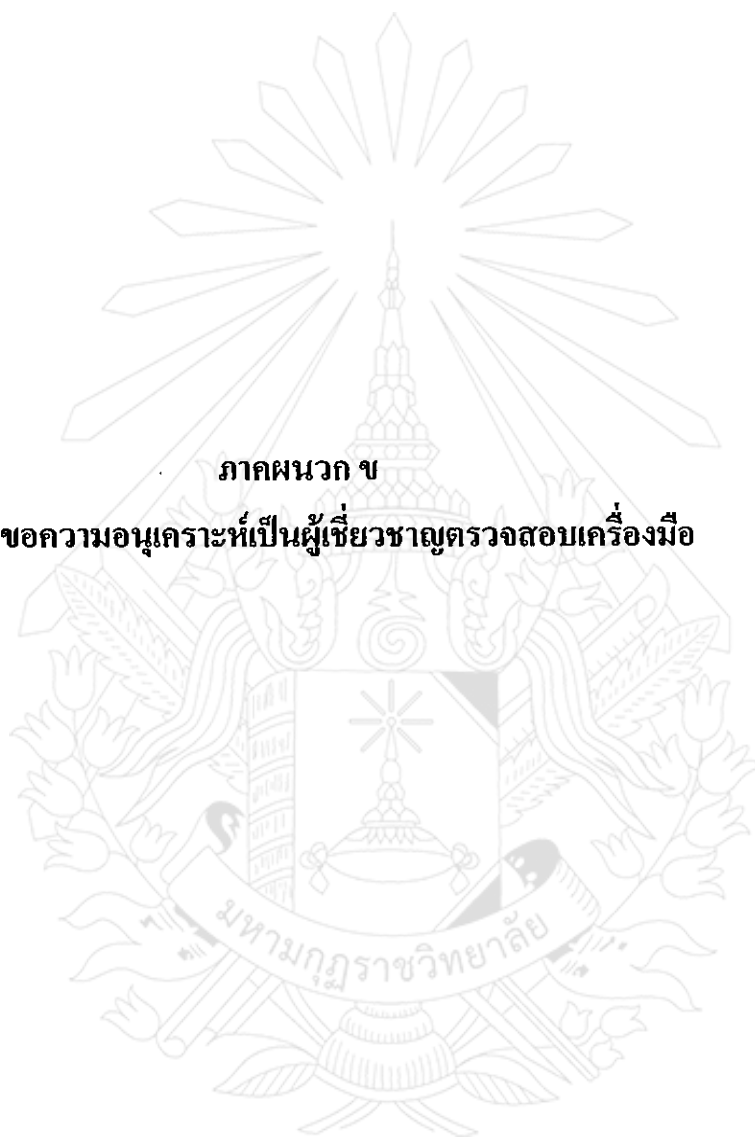 ภาคผนวก ข
ขอความอนุเคราะห์เป็นผู้เชี่ยวชาญตรวจสอบเครื่องมือ
มหามกุฏราชวิทยาลัย